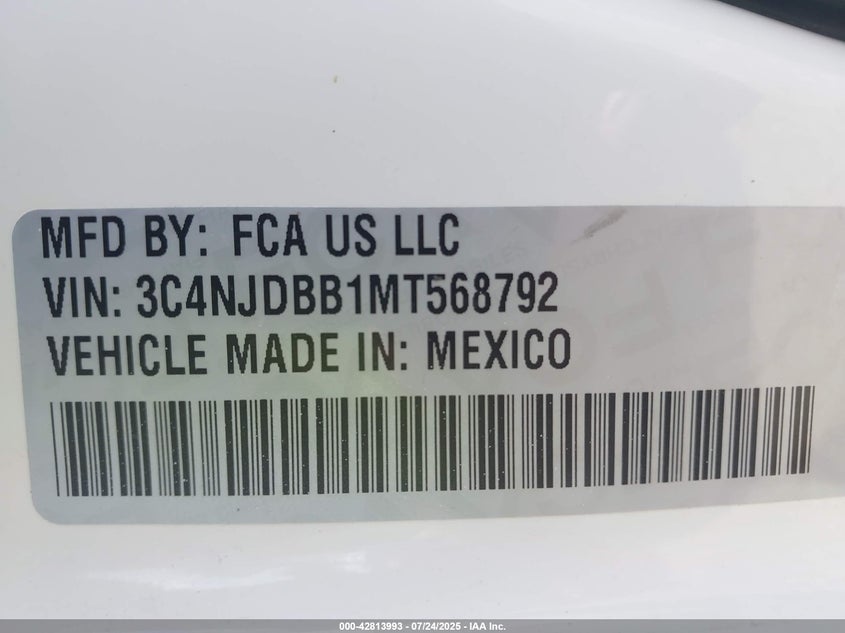 MFD BY: FCA US LLC
VIN: 3C4NJDBB1MT568792
VEHICLE MADE IN: MEXICO
000-42813993 - 07/24/2025 - IAA Inc.